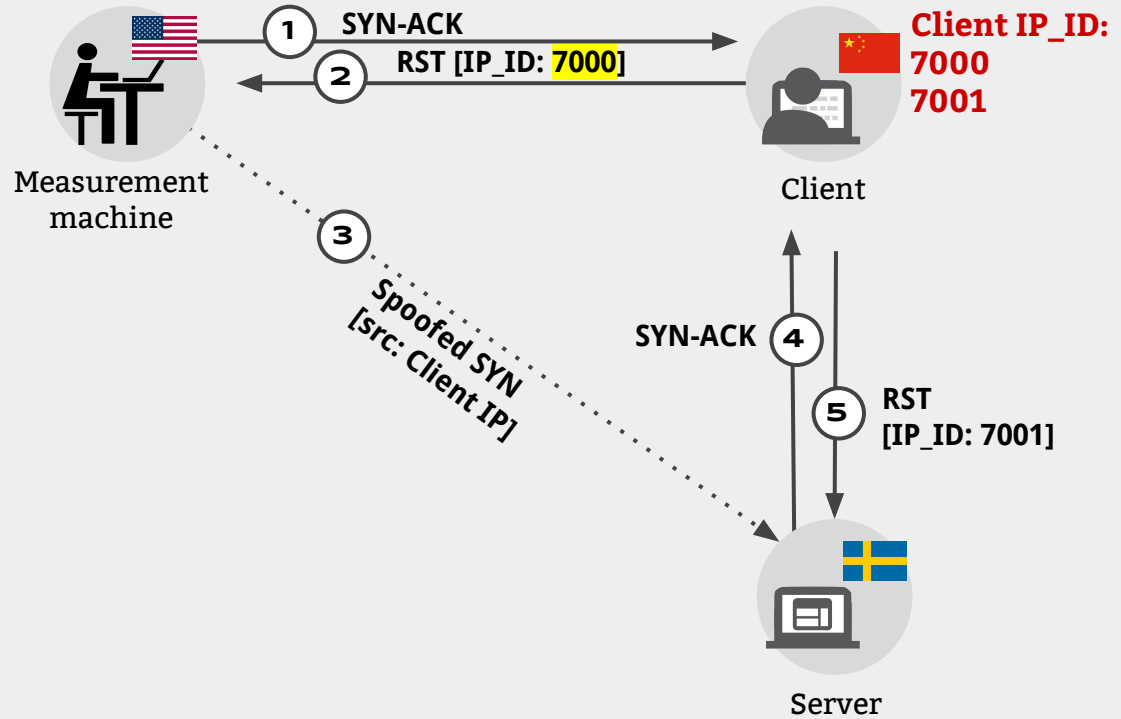 1
SYN-ACK
Client IP_ID:
7000
7001
2
RST [IP_ID: 7000]
Measurement
machine
Client
3
Spoofed SYN
[src: Client IP]
SYN-ACK
4
5
RST
[IP_ID: 7001]
Server